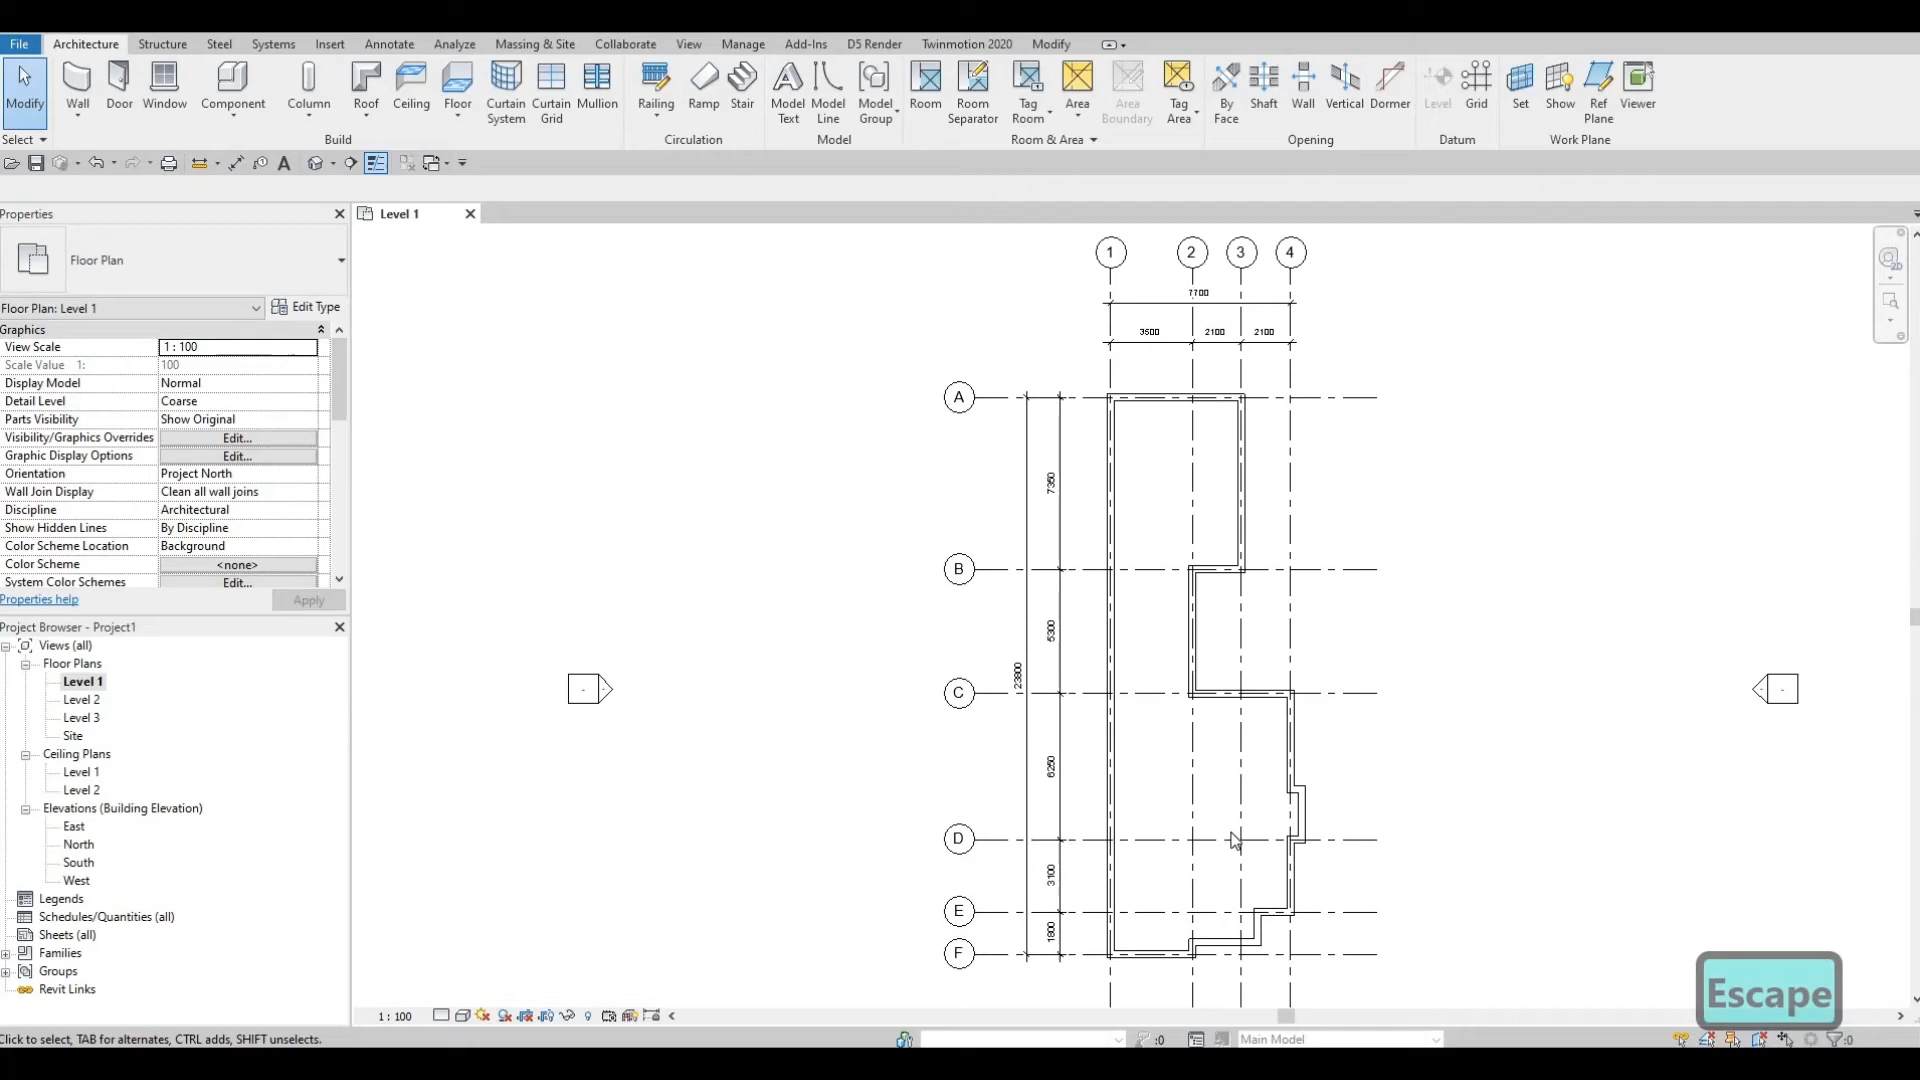 File Architecture Structure Steel Systems Insert Annotate Analyze Massing & Site Collaborate View Manage Add-Ins D5 Render Twinmotion 2020 Modify
Modify Wall Door Window Component Column Roof Ceiling Floor Curtain System Curtain Grid Mullion Railing Ramp Stair Model Text Model Line Model Group Room Room Separator Tag Room Area Area Boundary Tag Area By Face Shaft Wall Vertical Dormer Level Grid Set Show Ref Plane Viewer
Select Build Circulation Model Room & Area Opening Datum Work Plane
Properties
Level 1
Floor Plan
Floor Plan: Level 1 Edit Type
Graphics
View Scale 1 : 100
Scale Value 1: 100
Display Model Normal
Detail Level Coarse
Parts Visibility Show Original
Visibility/Graphics Overrides Edit...
Graphic Display Options Edit...
Orientation Project North
Wall Join Display Clean all wall joins
Discipline Architectural
Show Hidden Lines By Discipline
Color Scheme Location Background
Color Scheme <none>
System Color Schemes Edit...
Properties help Apply
Project Browser - Project1
Views (all)
Floor Plans
Level 1
Level 2
Level 3
Site
Ceiling Plans
Level 1
Level 2
Elevations (Building Elevation)
East
North
South
West
Legends
Schedules/Quantities (all)
Sheets (all)
Families
Groups
Revit Links
1 2 3 4
7700
3500 2100 2100
A
7350
B
5300
23800
C
6250
D
3100
E
1800
F
2D
Escape
1 : 100
Click to select, TAB for alternates, CTRL adds, SHIFT unselects.
:0
Main Model
:0